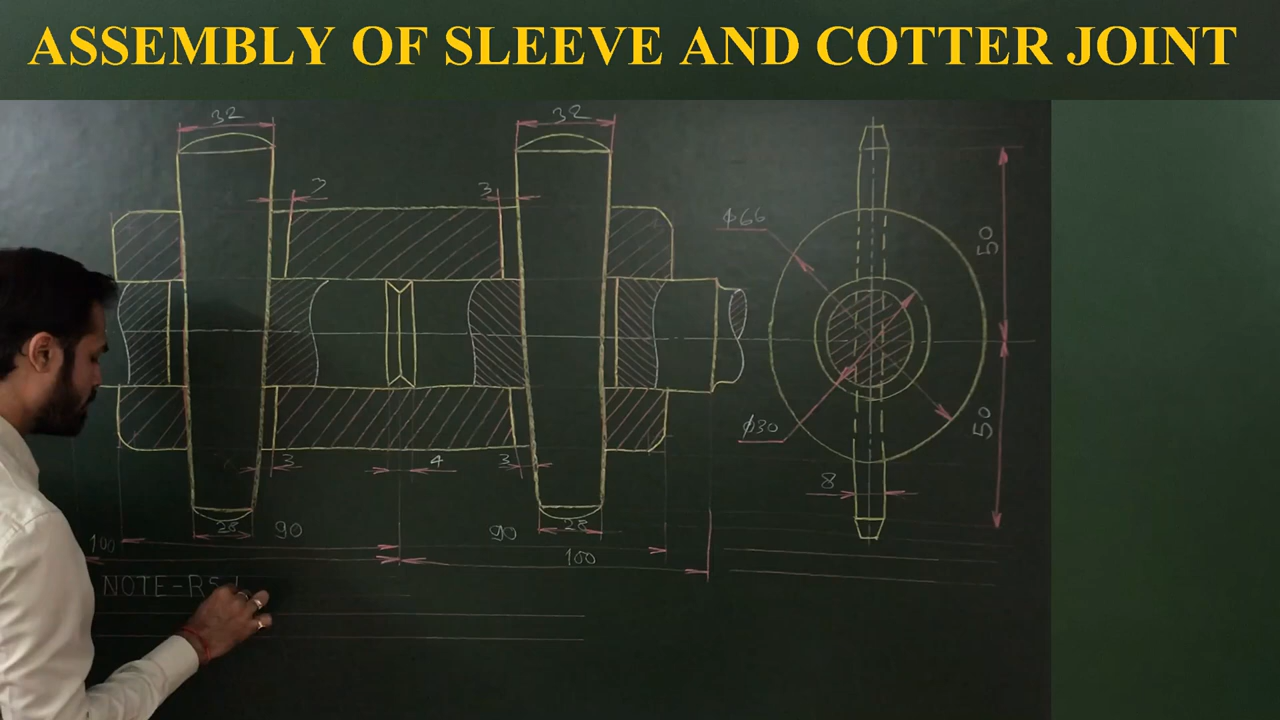 ASSEMBLY OF SLEEVE AND COTTER JOINT
32 32
3 3
ϕ66
50
ϕ30
50
8
3 4 3
28 90 90 28
100 100
NOTE-R5